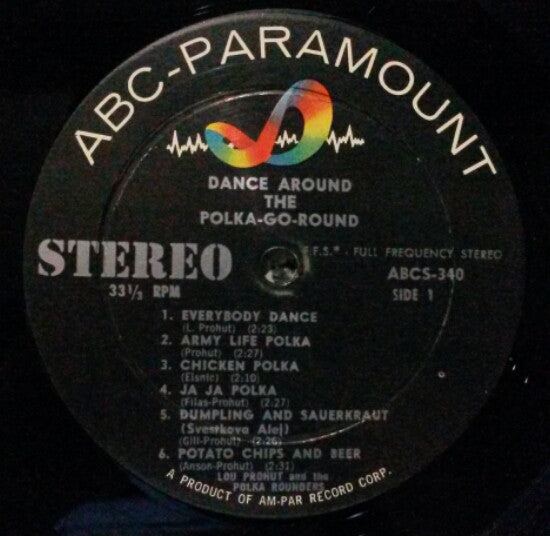 ABC-PARAMOUNT
DANCE AROUND
THE
POLKA-GO-ROUND
STEREO
F.F.S.* - FULL FREQUENCY STEREO
33⅓ RPM
ABCS-340
SIDE 1
1. EVERYBODY DANCE
(L. Prohut) (2:23)
2. ARMY LIFE POLKA
(Prohut) (2:27)
3. CHICKEN POLKA
(Elsnic) (2:10)
4. JA JA POLKA
(Filas-Prohut) (2:27)
5. DUMPLING AND SAUERKRAUT
(Svestkova Alej)
(Gill-Prohut) (2:26)
6. POTATO CHIPS AND BEER
(Anson-Prohut) (2:31)
LOU PROHUT and the
POLKA ROUNDERS
A PRODUCT OF AM-PAR RECORD CORP.